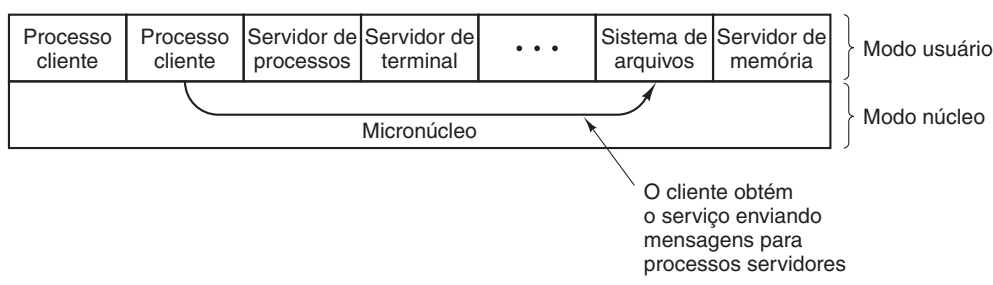 Processo
cliente
Processo
cliente
Servidor de
processos
Servidor de
terminal
• • •
Sistema de
arquivos
Servidor de
memória
Modo usuário
Micronúcleo
Modo núcleo
O cliente obtém
o serviço enviando
mensagens para
processos servidores